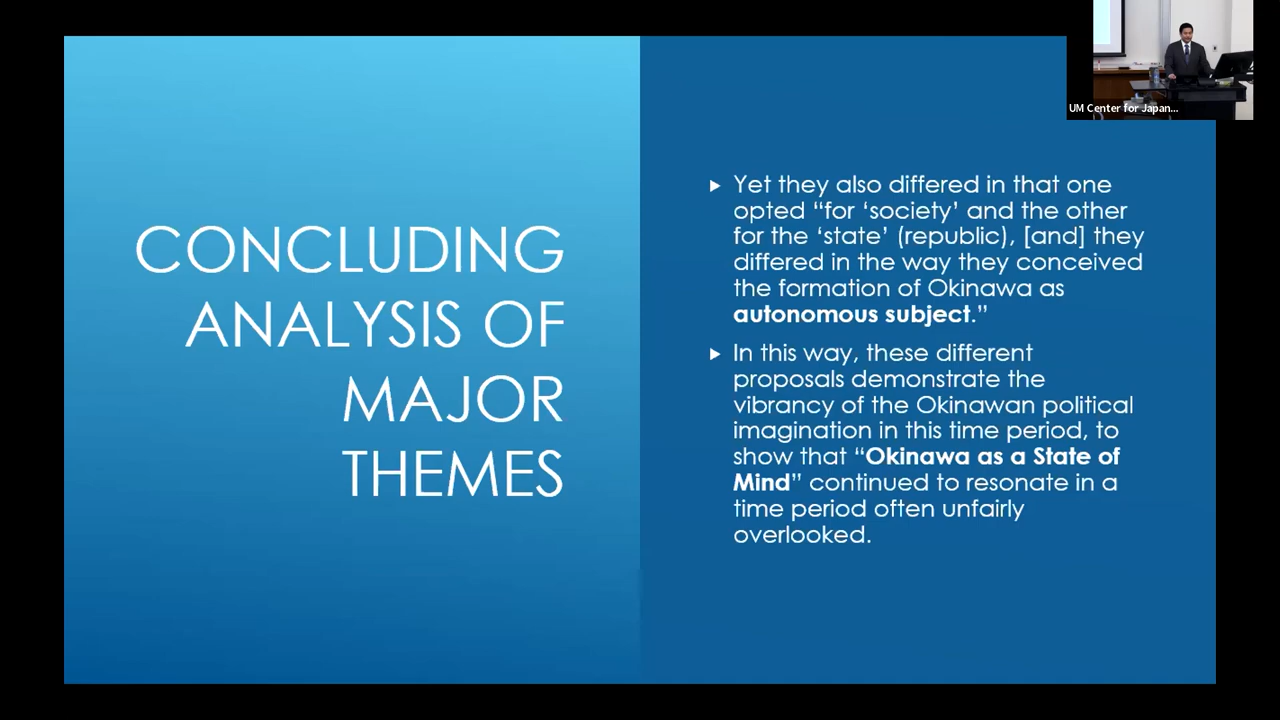 UM Center for Japan...
CONCLUDING
ANALYSIS OF
MAJOR
THEMES
Yet they also differed in that one
opted “for ‘society’ and the other
for the ‘state’ (republic), [and] they
differed in the way they conceived
the formation of Okinawa as
autonomous subject.”
In this way, these different
proposals demonstrate the
vibrancy of the Okinawan political
imagination in this time period, to
show that “Okinawa as a State of
Mind” continued to resonate in a
time period often unfairly
overlooked.